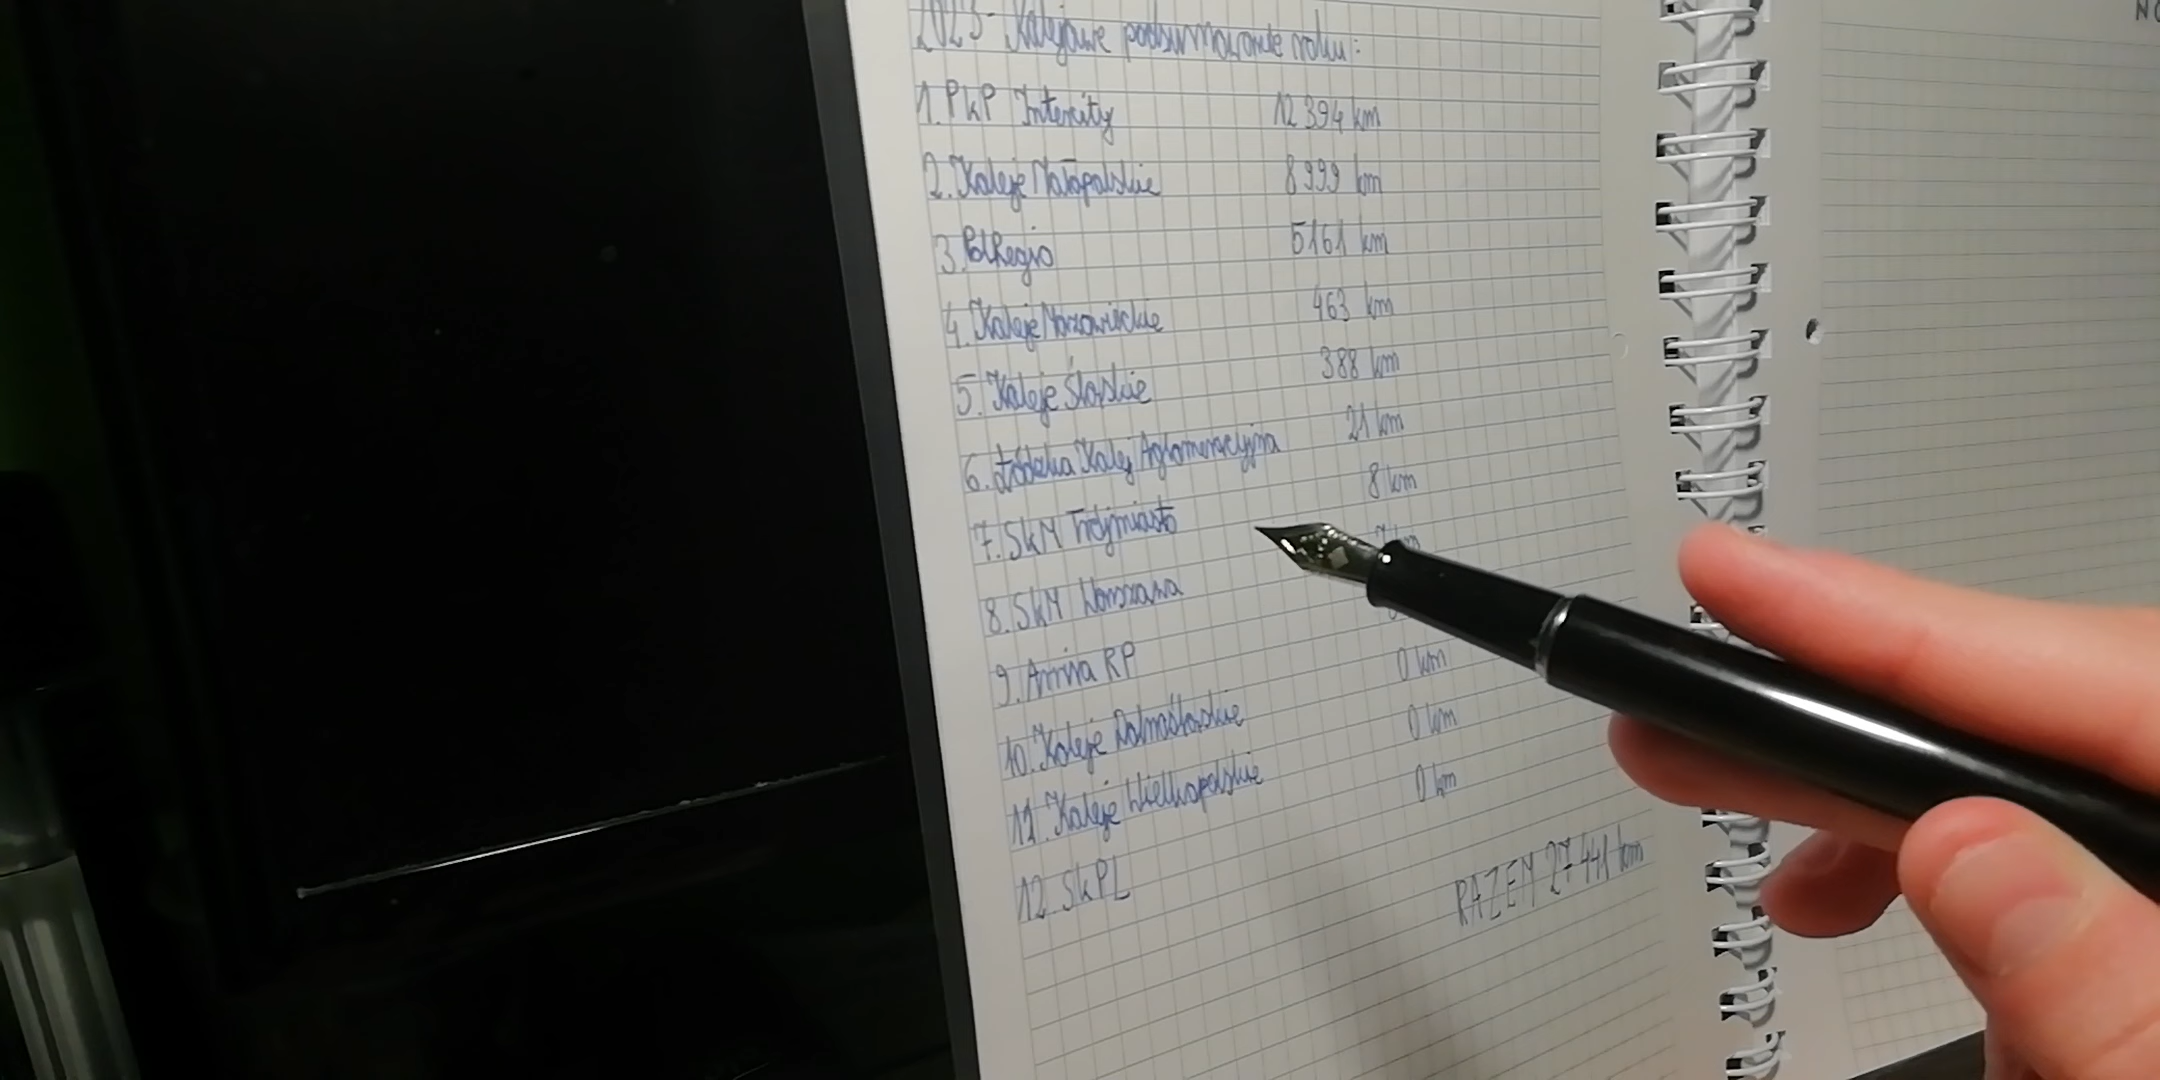 2023 - Kolejowe podsumowanie roku:
1. PKP Intercity 12 394 km
2. Koleje Małopolskie 8 999 km
3. PolRegio 5161 km
4. Koleje Mazowieckie 463 km
5. Koleje Śląskie 388 km
6. Łódzka Kolej Aglomeracyjna 21 km
7. SKM Trójmiasto 8 km
8. SKM Warszawa 7 km
9. Arriva RP
10. Koleje Dolnośląskie 0 km
11. Koleje Wielkopolskie 0 km
12. SKPL 0 km
RAZEM 27 441 km